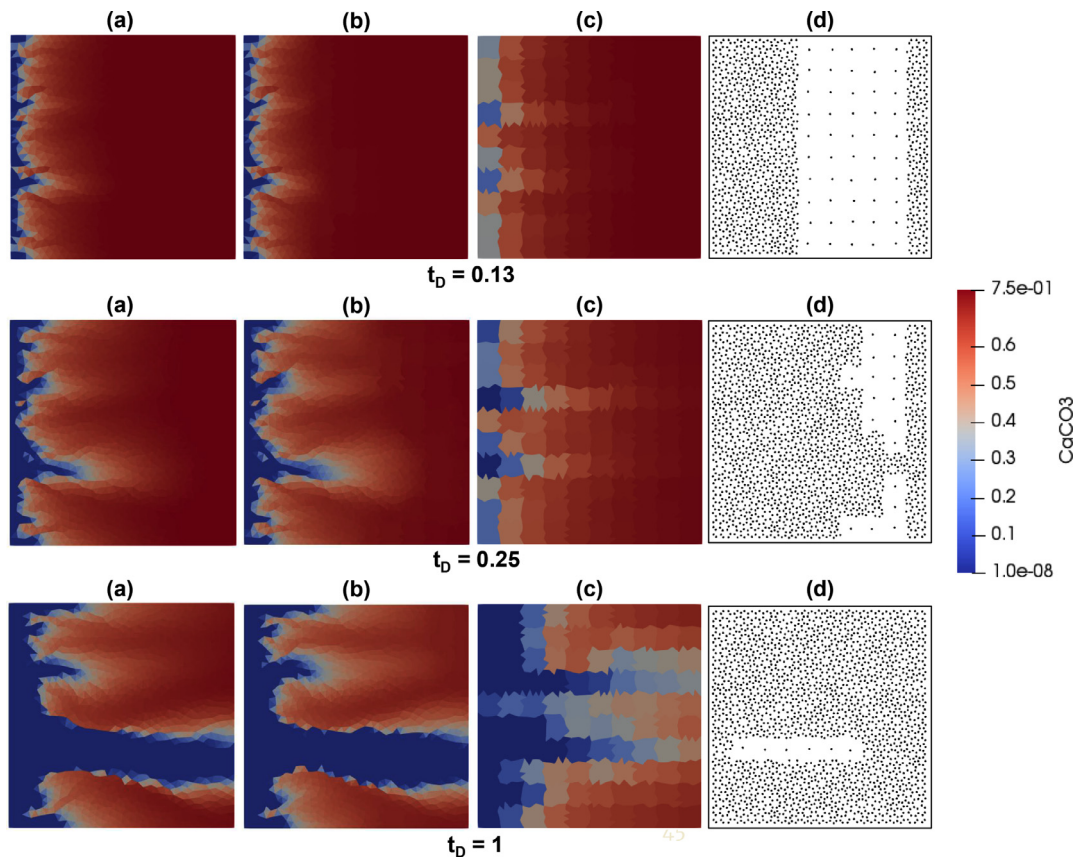 (a) (b) (c) (d)
t_D = 0.13
(a) (b) (c) (d)
t_D = 0.25
(a) (b) (c) (d)
45
t_D = 1
7.5e-01
0.6
0.5
0.4
0.3
0.2
0.1
1.0e-08
CaCO3